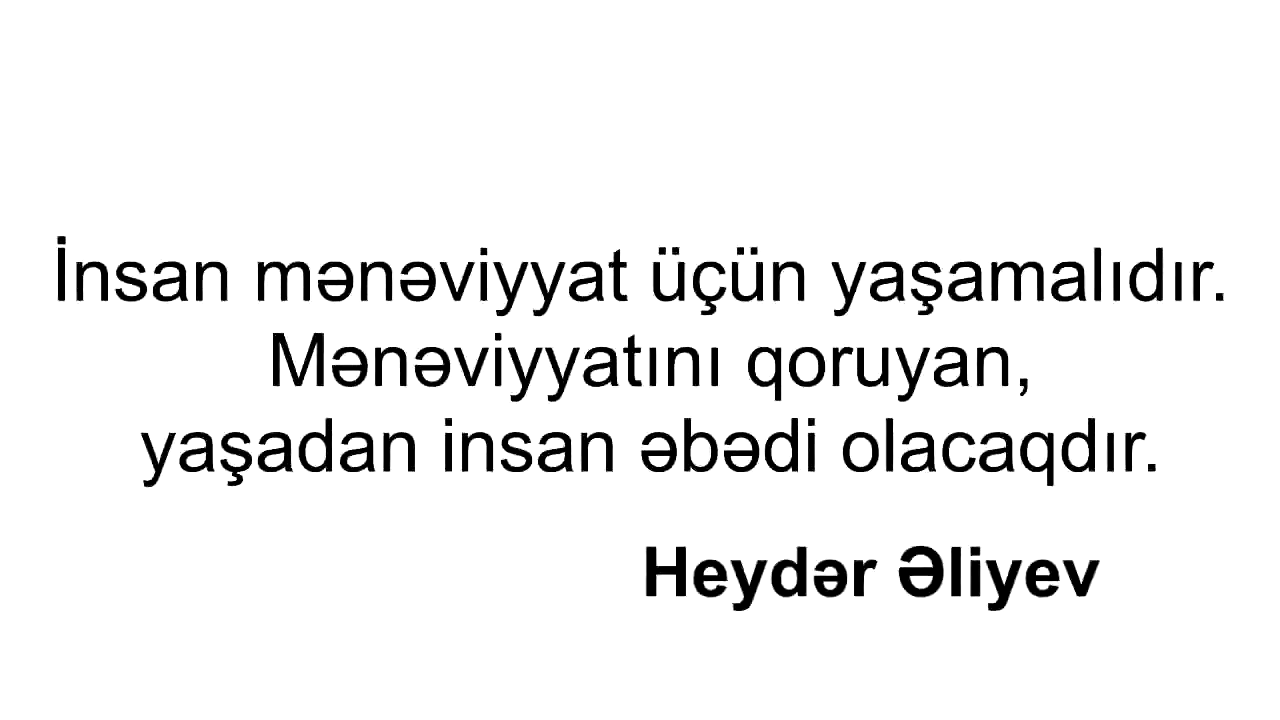 İnsan mənəviyyat üçün yaşamalıdır.
Mənəviyyatını qoruyan,
yaşadan insan əbədi olacaqdır.
Heydər Əliyev